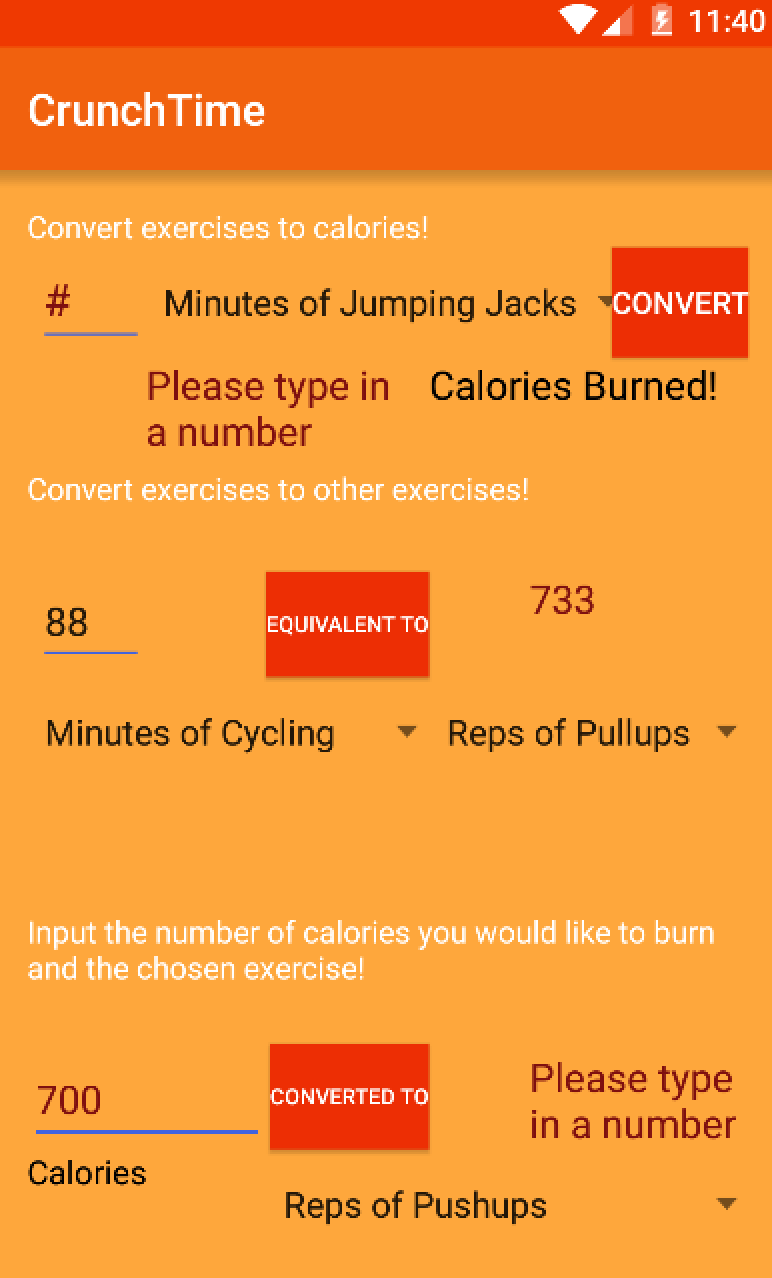 11:40
CrunchTime
Convert exercises to calories!
# Minutes of Jumping Jacks CONVERT
Please type in Calories Burned!
a number
Convert exercises to other exercises!
88 EQUIVALENT TO 733
Minutes of Cycling Reps of Pullups
Input the number of calories you would like to burn
and the chosen exercise!
700 CONVERTED TO Please type
in a number
Calories
Reps of Pushups